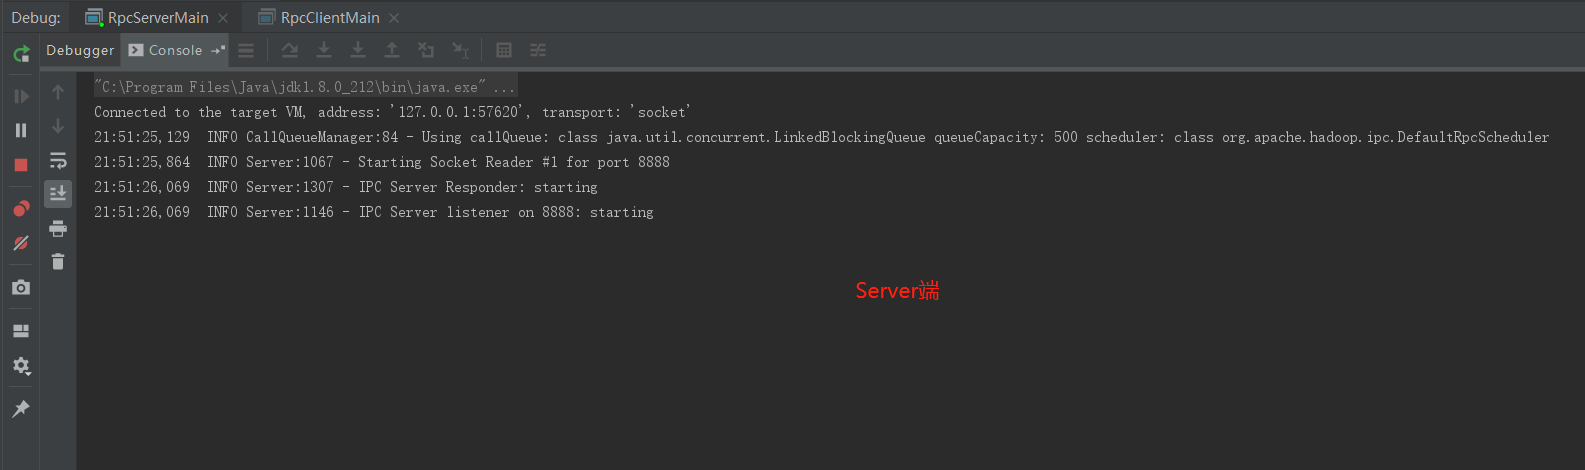 Debug: RpcServerMain RpcClientMain
Debugger Console
"C:\Program Files\Java\jdk1.8.0_212\bin\java.exe" ...
Connected to the target VM, address: '127.0.0.1:57620', transport: 'socket'
21:51:25,129  INFO CallQueueManager:84 - Using callQueue: class java.util.concurrent.LinkedBlockingQueue queueCapacity: 500 scheduler: class org.apache.hadoop.ipc.DefaultRpcScheduler
21:51:25,864  INFO Server:1067 - Starting Socket Reader #1 for port 8888
21:51:26,069  INFO Server:1307 - IPC Server Responder: starting
21:51:26,069  INFO Server:1146 - IPC Server listener on 8888: starting
Server端